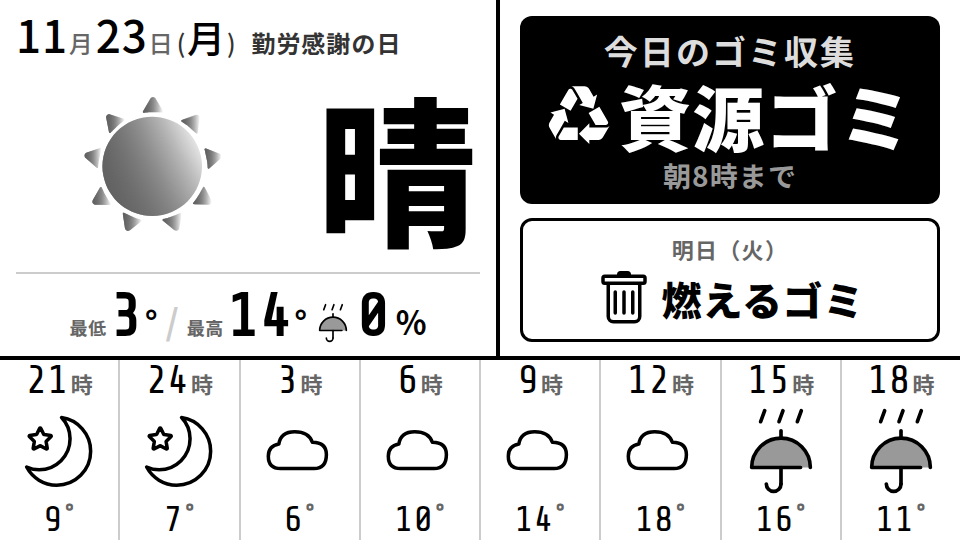 11月23日(月) 勤労感謝の日
晴
最低 3° / 最高 14° 0 %
今日のゴミ収集
資源ゴミ
朝8時まで
明日（火）
燃えるゴミ
21時 24時 3時 6時 9時 12時 15時 18時
9° 7° 6° 10° 14° 18° 16° 11°